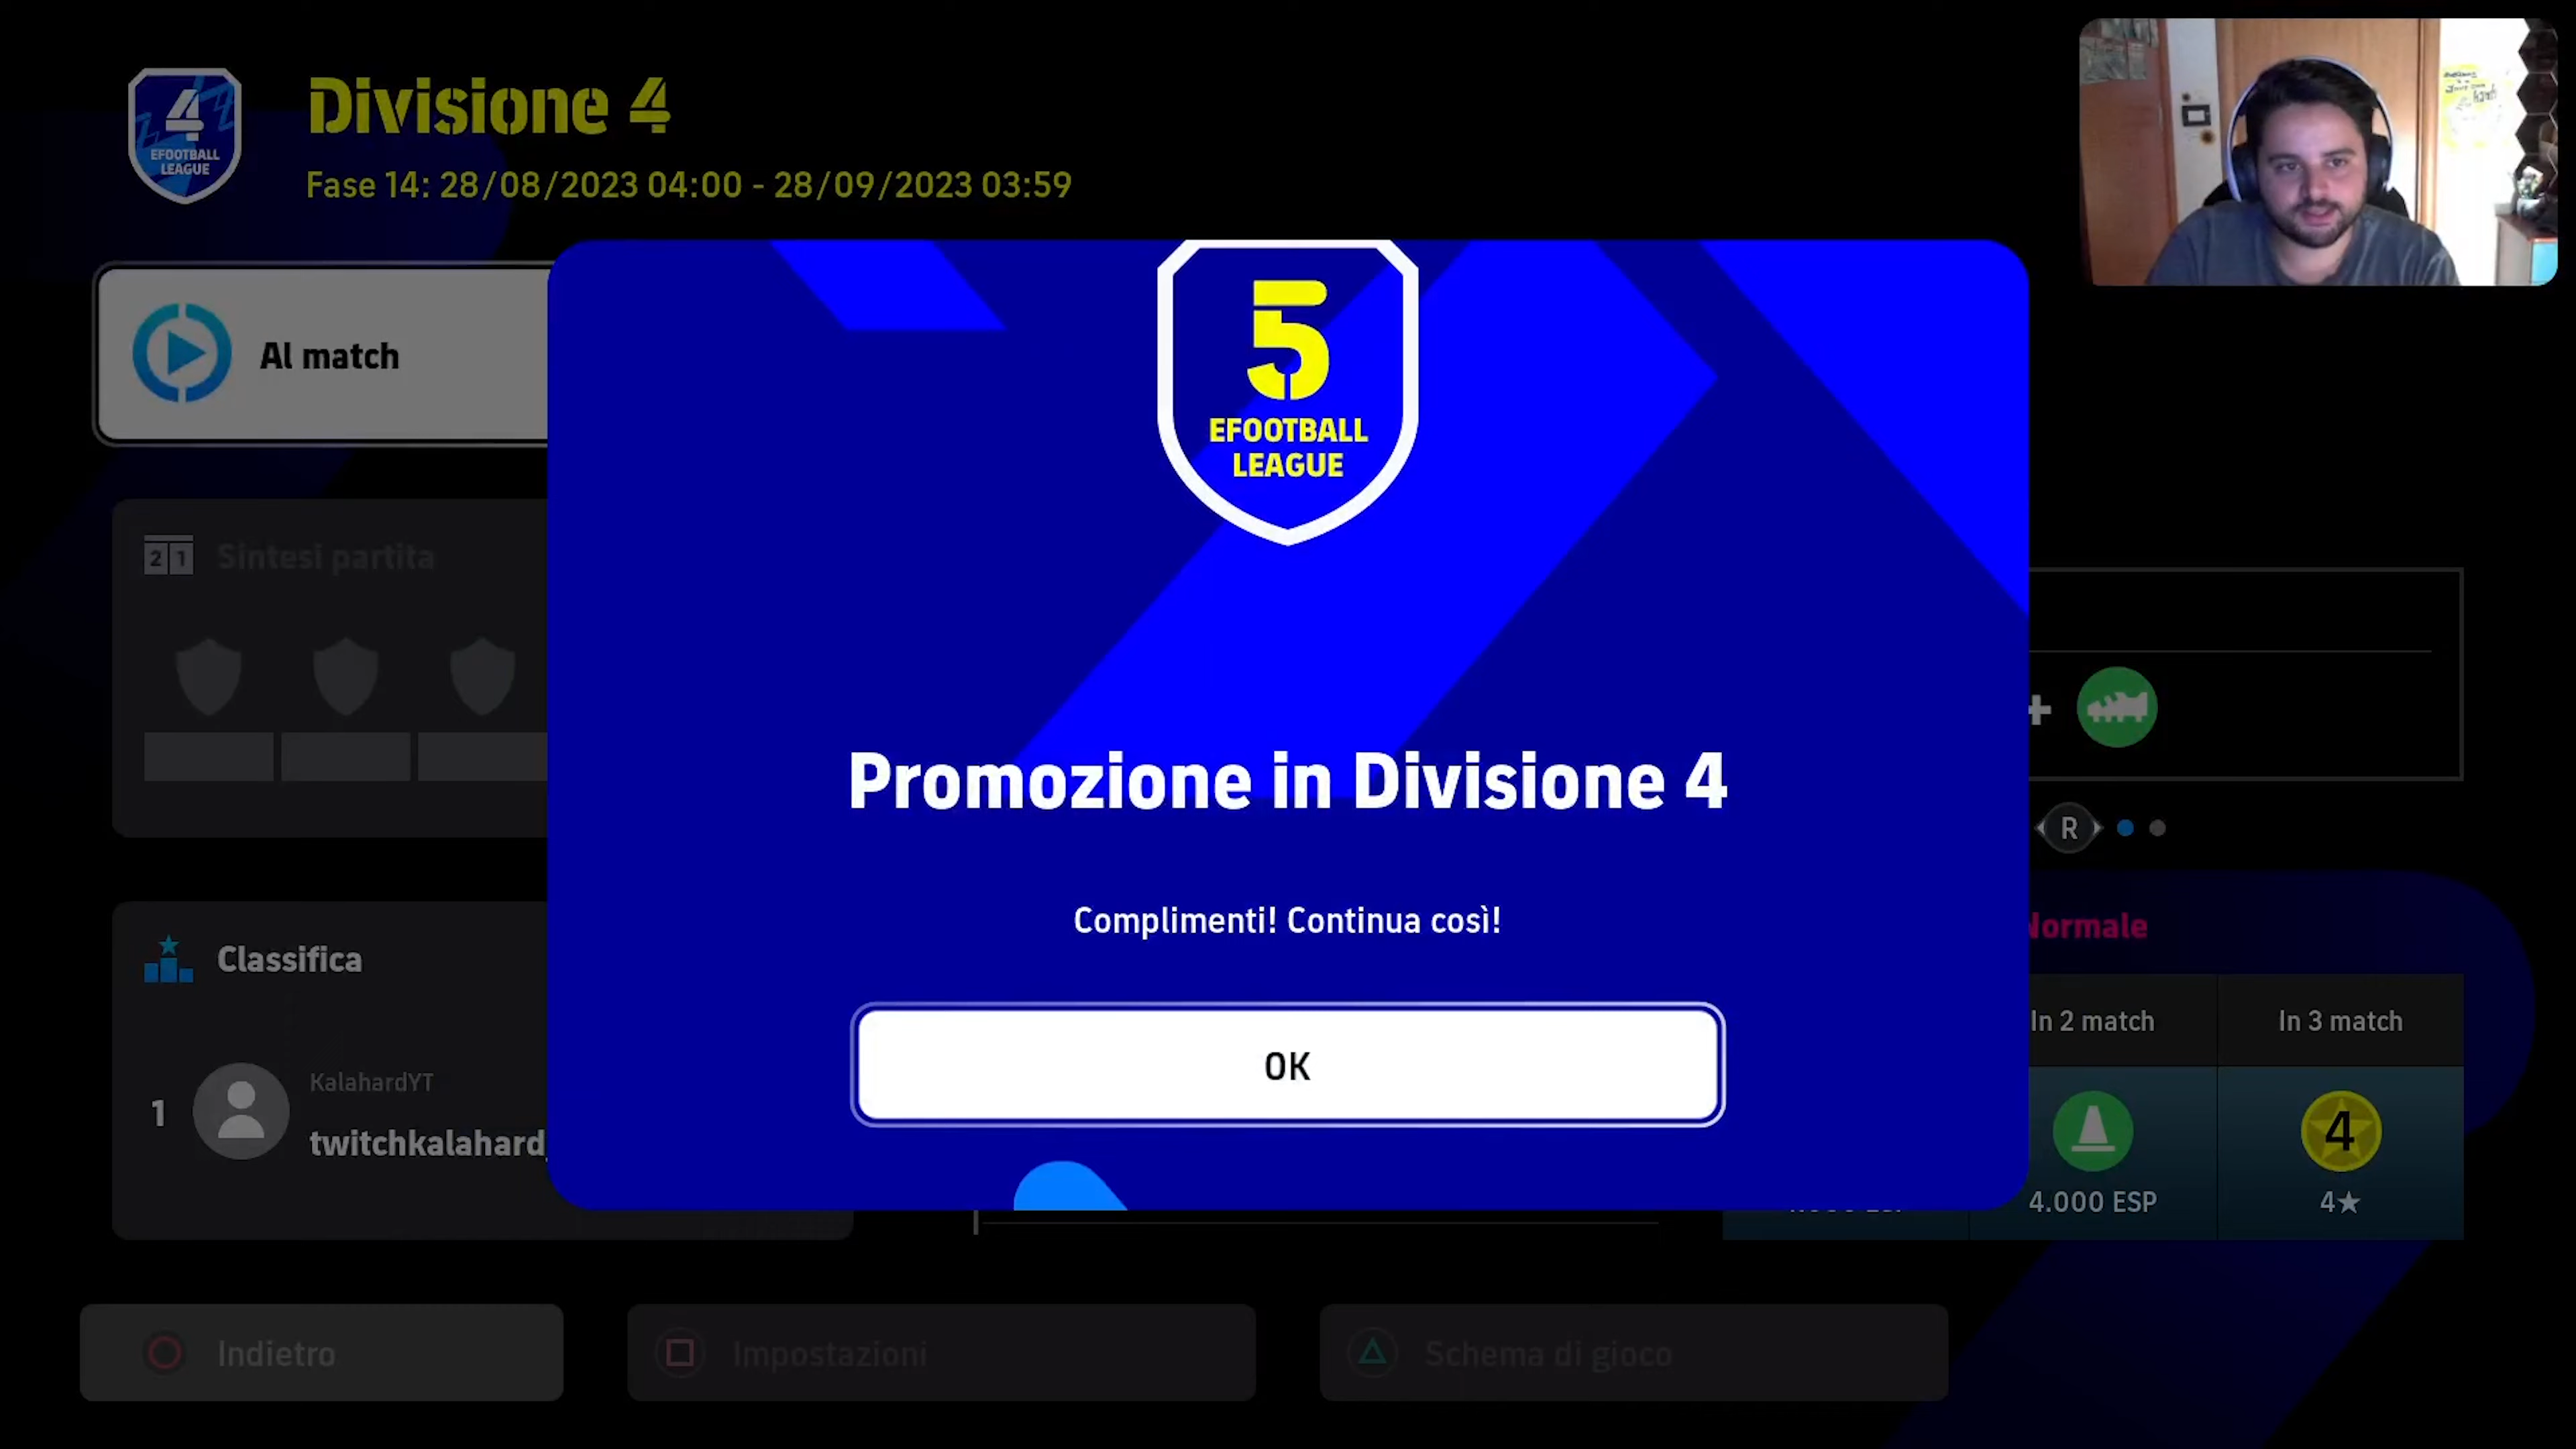 4
EFOOTBALL
LEAGUE
Divisione 4
Fase 14: 28/08/2023 04:00 - 28/09/2023 03:59
Al match
5
EFOOTBALL
LEAGUE
2 1
Sintesi partita
Promozione in Divisione 4
Complimenti! Continua così!
OK
R
Classifica
1
KalahardYT
twitchkalahard
Normale
In 2 match
In 3 match
4
4.000 ESP
4★
Indietro
Impostazioni
Schema di gioco